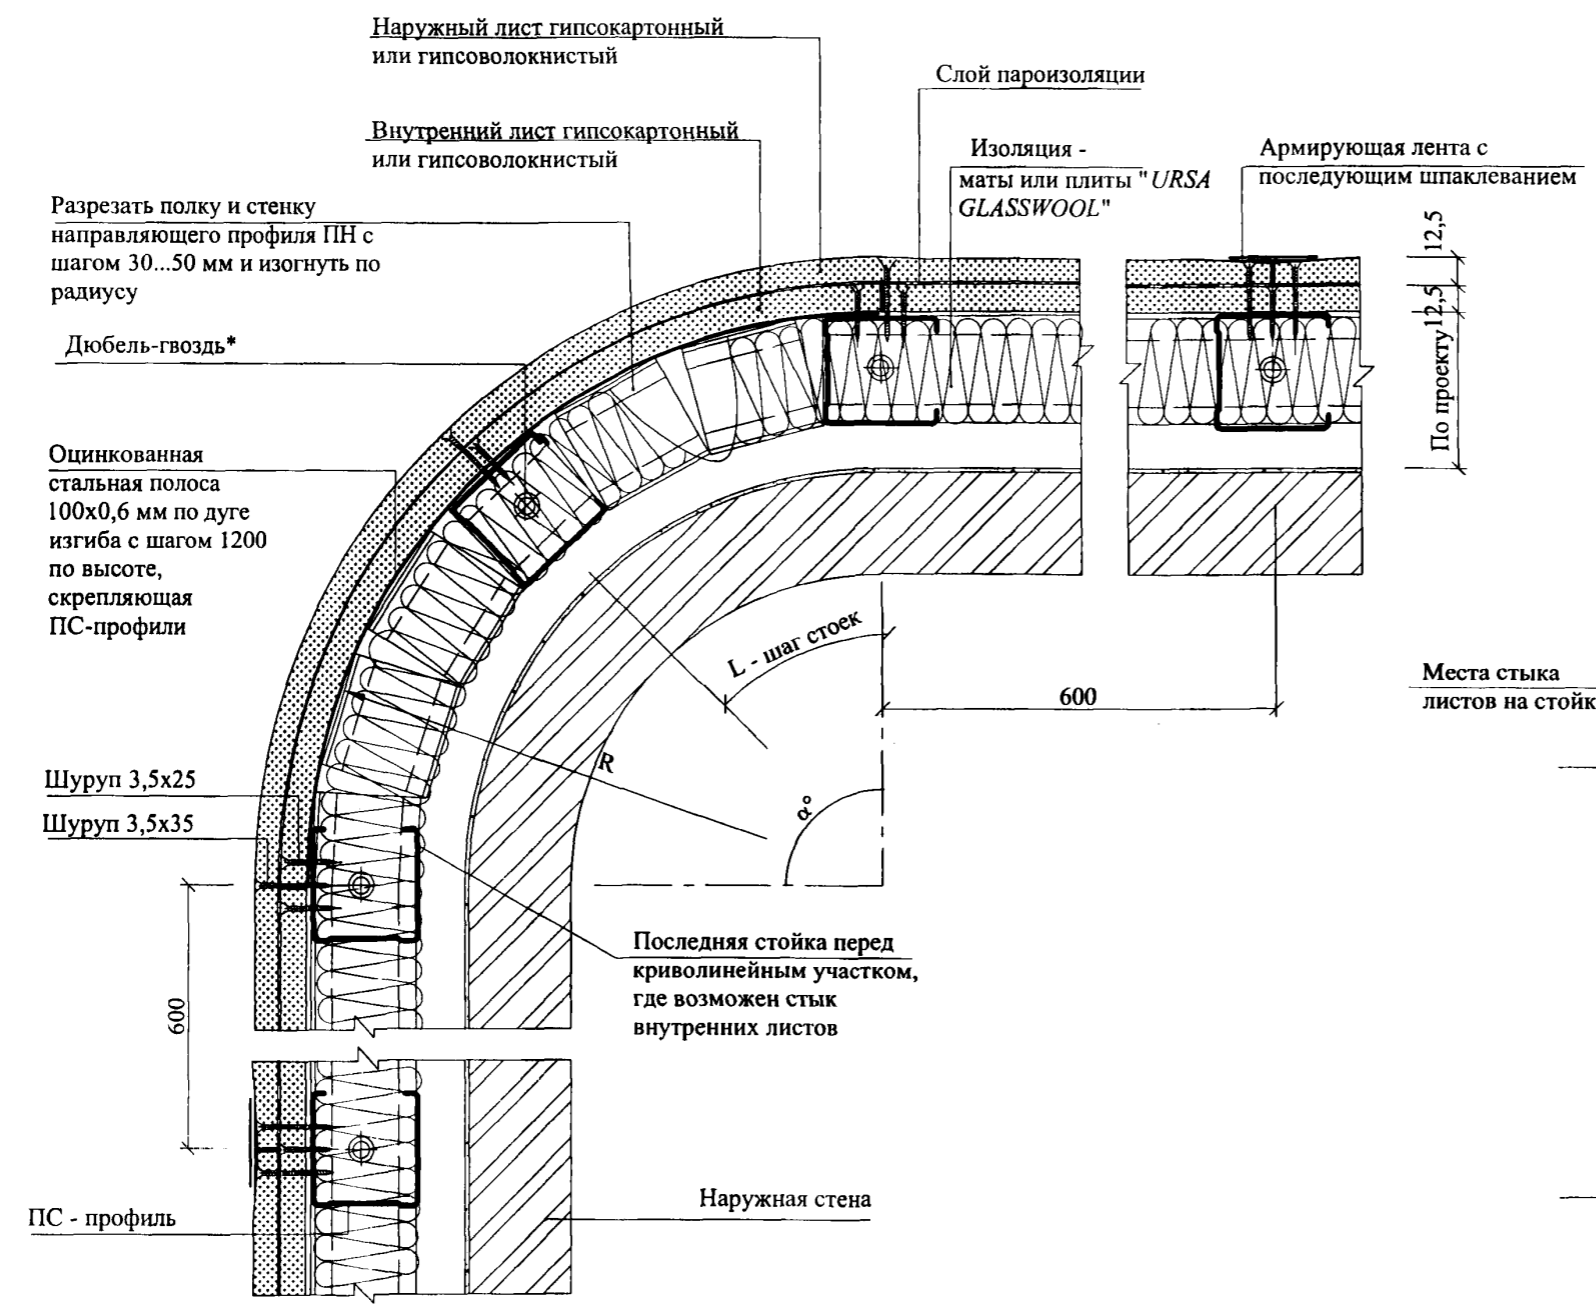 Наружный лист гипсокартонный
или гипсоволокнистый
Слой пароизоляции
Внутренний лист гипсокартонный
или гипсоволокнистый
Изоляция -
маты или плиты "URSA
GLASSWOOL"
Армирующая лента с
последующим шпаклеванием
Разрезать полку и стенку
направляющего профиля ПН с
шагом 30...50 мм и изогнуть по
радиусу
12,5
12,5
По проекту
Дюбель-гвоздь*
Оцинкованная
стальная полоса
100х0,6 мм по дуге
изгиба с шагом 1200
по высоте,
скрепляющая
ПС-профили
L - шаг стоек
600
Места стыка
листов на стойк
R
α°
Шуруп 3,5х25
Шуруп 3,5х35
Последняя стойка перед
криволинейным участком,
где возможен стык
внутренних листов
600
Наружная стена
ПС - профиль